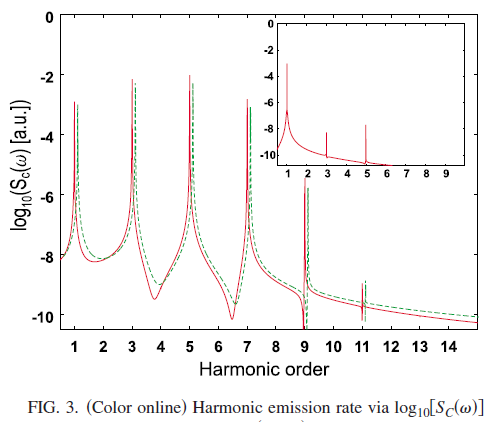 0
-2
-4
-6
-8
-10
log10(Sc(ω) [a.u.])
0
-2
-4
-6
-8
-10
1 2 3 4 5 6 7 8 9
1 2 3 4 5 6 7 8 9 10 11 12 13 14
Harmonic order
FIG. 3. (Color online) Harmonic emission rate via log10[SC(ω)]